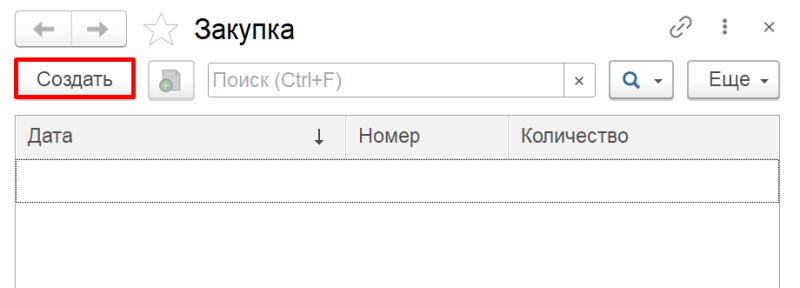 Закупка
Создать Поиск (Ctrl+F) Еще
Дата Номер Количество